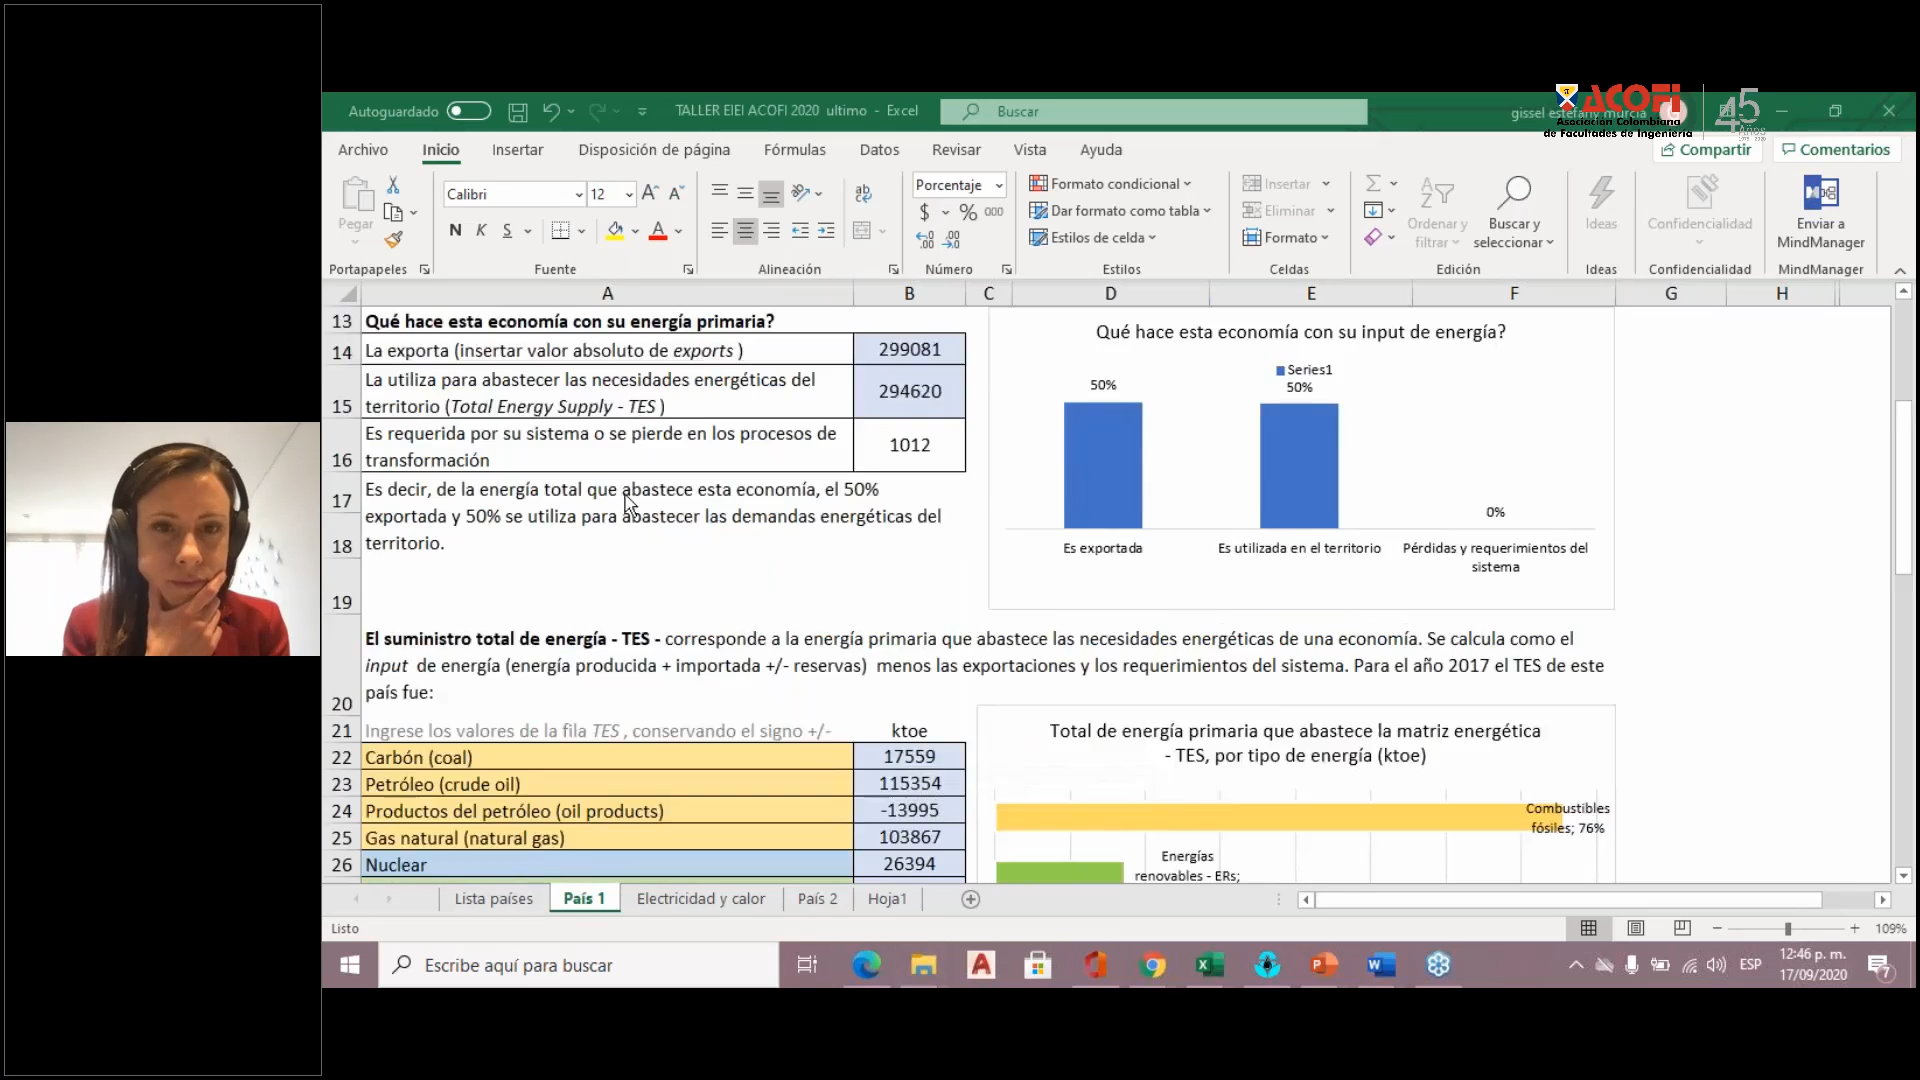 Autoguardado
TALLER EIEI ACOFI 2020 ultimo - Excel
Buscar
gissel estefany murcia
ACOFI
Asociación Colombiana
de Facultades de Ingeniería
45
Años
Archivo Inicio Insertar Disposición de página Fórmulas Datos Revisar Vista Ayuda
Compartir Comentarios
Pegar
Calibri 12
N K S
Porcentaje
$ % 000
Formato condicional
Dar formato como tabla
Estilos de celda
Insertar
Eliminar
Formato
Ordenar y
filtrar
Buscar y
seleccionar
Ideas
Confidencialidad
Enviar a
MindManager
Portapapeles Fuente Alineación Número Estilos Celdas Edición Ideas Confidencialidad MindManager
A B C D E F G H
13 Qué hace esta economía con su energía primaria?
14 La exporta (insertar valor absoluto de exports ) 299081
La utiliza para abastecer las necesidades energéticas del
15 territorio (Total Energy Supply - TES ) 294620
Es requerida por su sistema o se pierde en los procesos de
16 transformación 1012
17 Es decir, de la energía total que abastece esta economía, el 50%
exportada y 50% se utiliza para abastecer las demandas energéticas del
18 territorio.
19
Qué hace esta economía con su input de energía?
Series1
50%
50%
0%
Es exportada
Es utilizada en el territorio
Pérdidas y requerimientos del
sistema
El suministro total de energía - TES - corresponde a la energía primaria que abastece las necesidades energéticas de una economía. Se calcula como el
input de energía (energía producida + importada +/- reservas) menos las exportaciones y los requerimientos del sistema. Para el año 2017 el TES de este
20 país fue:
21 Ingrese los valores de la fila TES , conservando el signo +/- ktoe
22 Carbón (coal) 17559
23 Petróleo (crude oil) 115354
24 Productos del petróleo (oil products) -13995
25 Gas natural (natural gas) 103867
26 Nuclear 26394
Total de energía primaria que abastece la matriz energética
- TES, por tipo de energía (ktoe)
Combustibles
fósiles; 76%
Energías
renovables - ERs;
Lista países País 1 Electricidad y calor País 2 Hoja1
Listo
109%
Escribe aquí para buscar
ESP
12:46 p. m.
17/09/2020
7